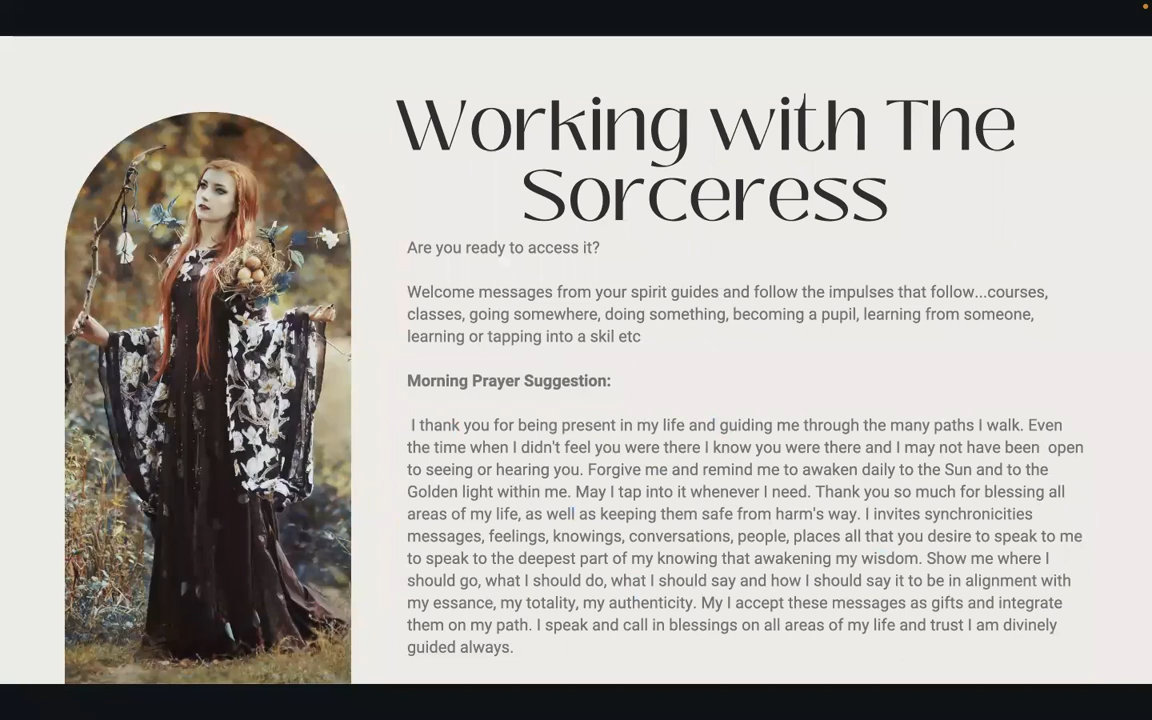 Working with The
Sorceress
Are you ready to access it?
Welcome messages from your spirit guides and follow the impulses that follow...courses,
classes, going somewhere, doing something, becoming a pupil, learning from someone,
learning or tapping into a skil etc
Morning Prayer Suggestion:
I thank you for being present in my life and guiding me through the many paths I walk. Even
the time when I didn't feel you were there I know you were there and I may not have been  open
to seeing or hearing you. Forgive me and remind me to awaken daily to the Sun and to the
Golden light within me. May I tap into it whenever I need. Thank you so much for blessing all
areas of my life, as well as keeping them safe from harm's way. I invites synchronicities
messages, feelings, knowings, conversations, people, places all that you desire to speak to me
to speak to the deepest part of my knowing that awakening my wisdom. Show me where I
should go, what I should do, what I should say and how I should say it to be in alignment with
my essance, my totality, my authenticity. My I accept these messages as gifts and integrate
them on my path. I speak and call in blessings on all areas of my life and trust I am divinely
guided always.